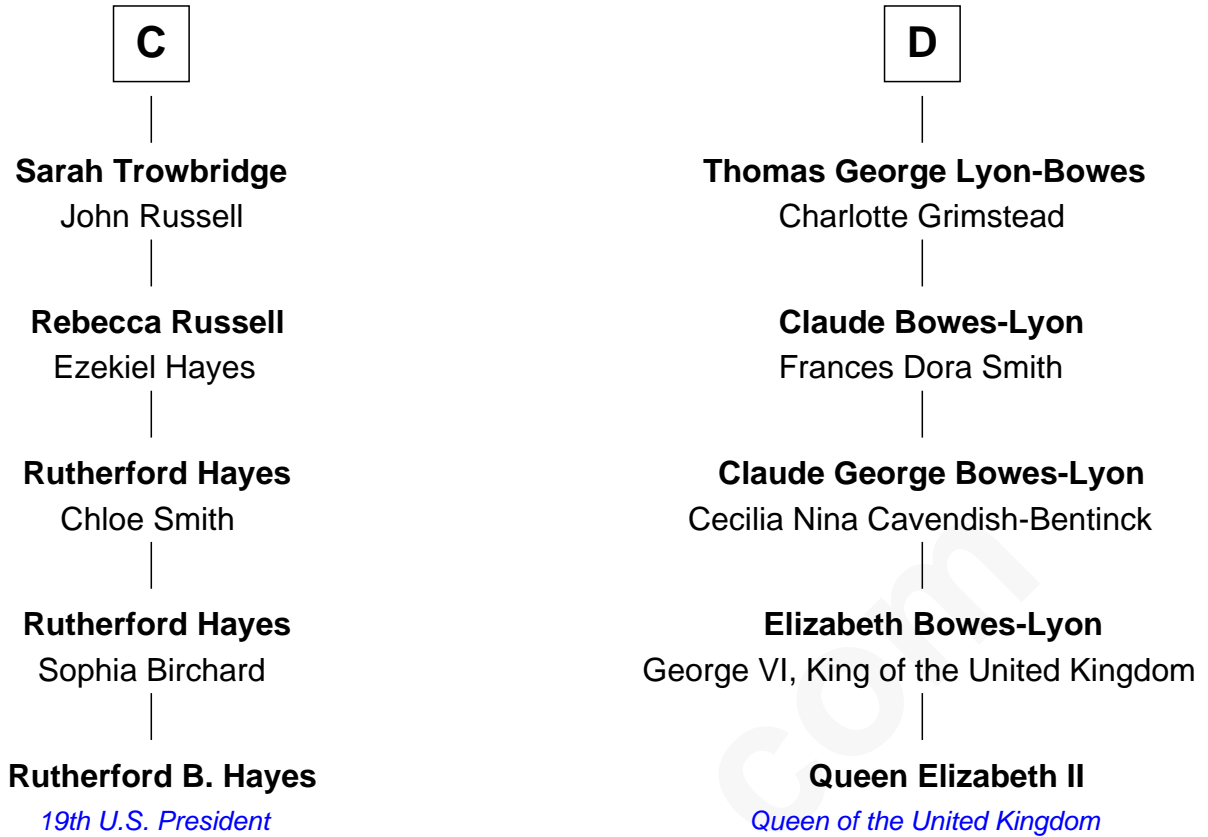 C
Sarah Trowbridge
John Russell
Rebecca Russell
Ezekiel Hayes
Rutherford Hayes
Chloe Smith
Rutherford Hayes
Sophia Birchard
Rutherford B. Hayes
19th U.S. President
D
Thomas George Lyon-Bowes
Charlotte Grimstead
Claude Bowes-Lyon
Frances Dora Smith
Claude George Bowes-Lyon
Cecilia Nina Cavendish-Bentinck
Elizabeth Bowes-Lyon
George VI, King of the United Kingdom
Queen Elizabeth II
Queen of the United Kingdom
com